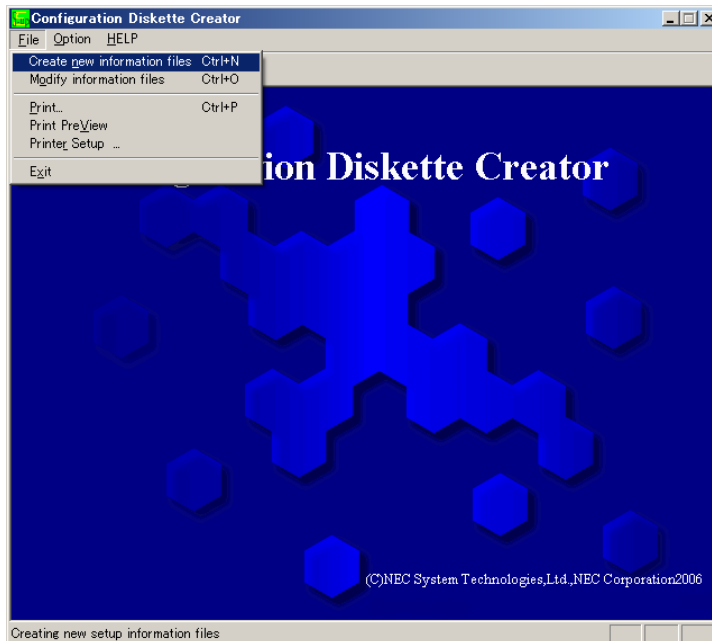 Configuration Diskette Creator
File Option HELP
Create new information files Ctrl+N
Modify information files Ctrl+O
Print... Ctrl+P
Print PreView
Printer Setup ...
Exit
ion Diskette Creator
(C)NEC System Technologies,Ltd.,NEC Corporation2006
Creating new setup information files